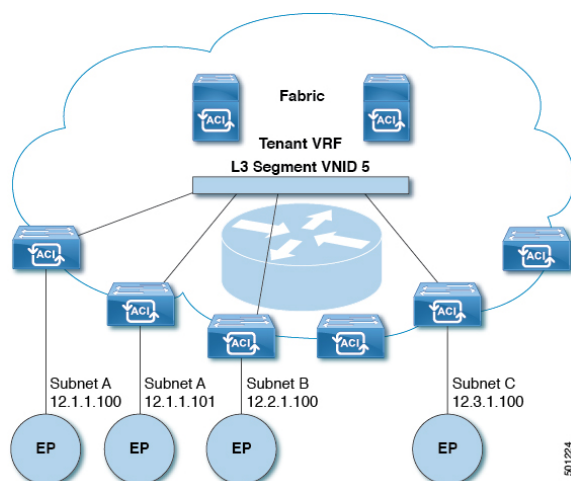 Fabric
ACI
ACI
Tenant VRF
L3 Segment VNID 5
ACI
ACI
ACI
ACI
ACI
ACI
Subnet A
12.1.1.100
Subnet A
12.1.1.101
Subnet B
12.2.1.100
Subnet C
12.3.1.100
EP
EP
EP
EP
501224